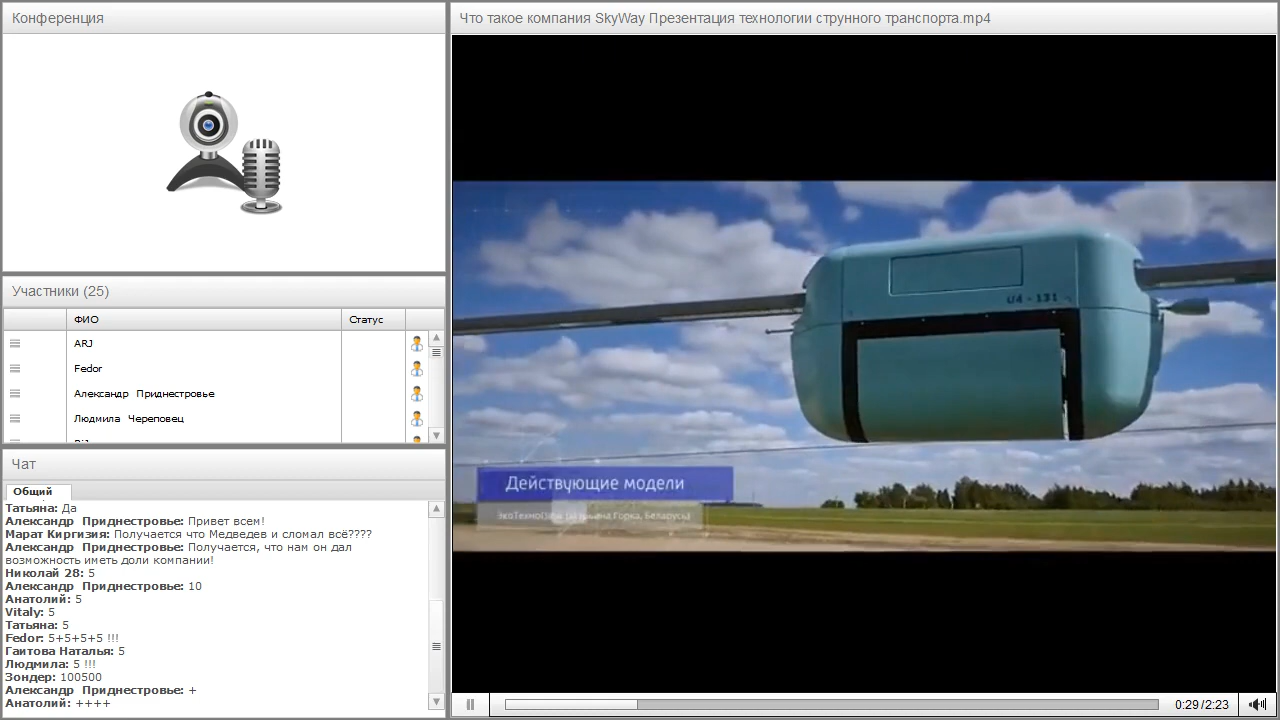 Конференция
Что такое компания SkyWay Презентация технологии струнного транспорта.mp4
Участники (25)
ФИО
Статус
ARJ
Fedor
Александр Приднестровье
Людмила Череповец
Чат
Общий
Татьяна: Да
Александр Приднестровье: Привет всем!
Марат Киргизия: Получается что Медведев и сломал всё????
Александр Приднестровье: Получается, что нам он дал
возможность иметь доли компании!
Николай 28: 5
Александр Приднестровье: 10
Анатолий: 5
Vitaly: 5
Татьяна: 5
Fedor: 5+5+5+5 !!!
Гаитова Наталья: 5
Людмила: 5 !!!
Зондер: 100500
Александр Приднестровье: +
Анатолий: ++++
U4 - 131
Действующие модели
Горка, Беларусь)
0:29/2:23